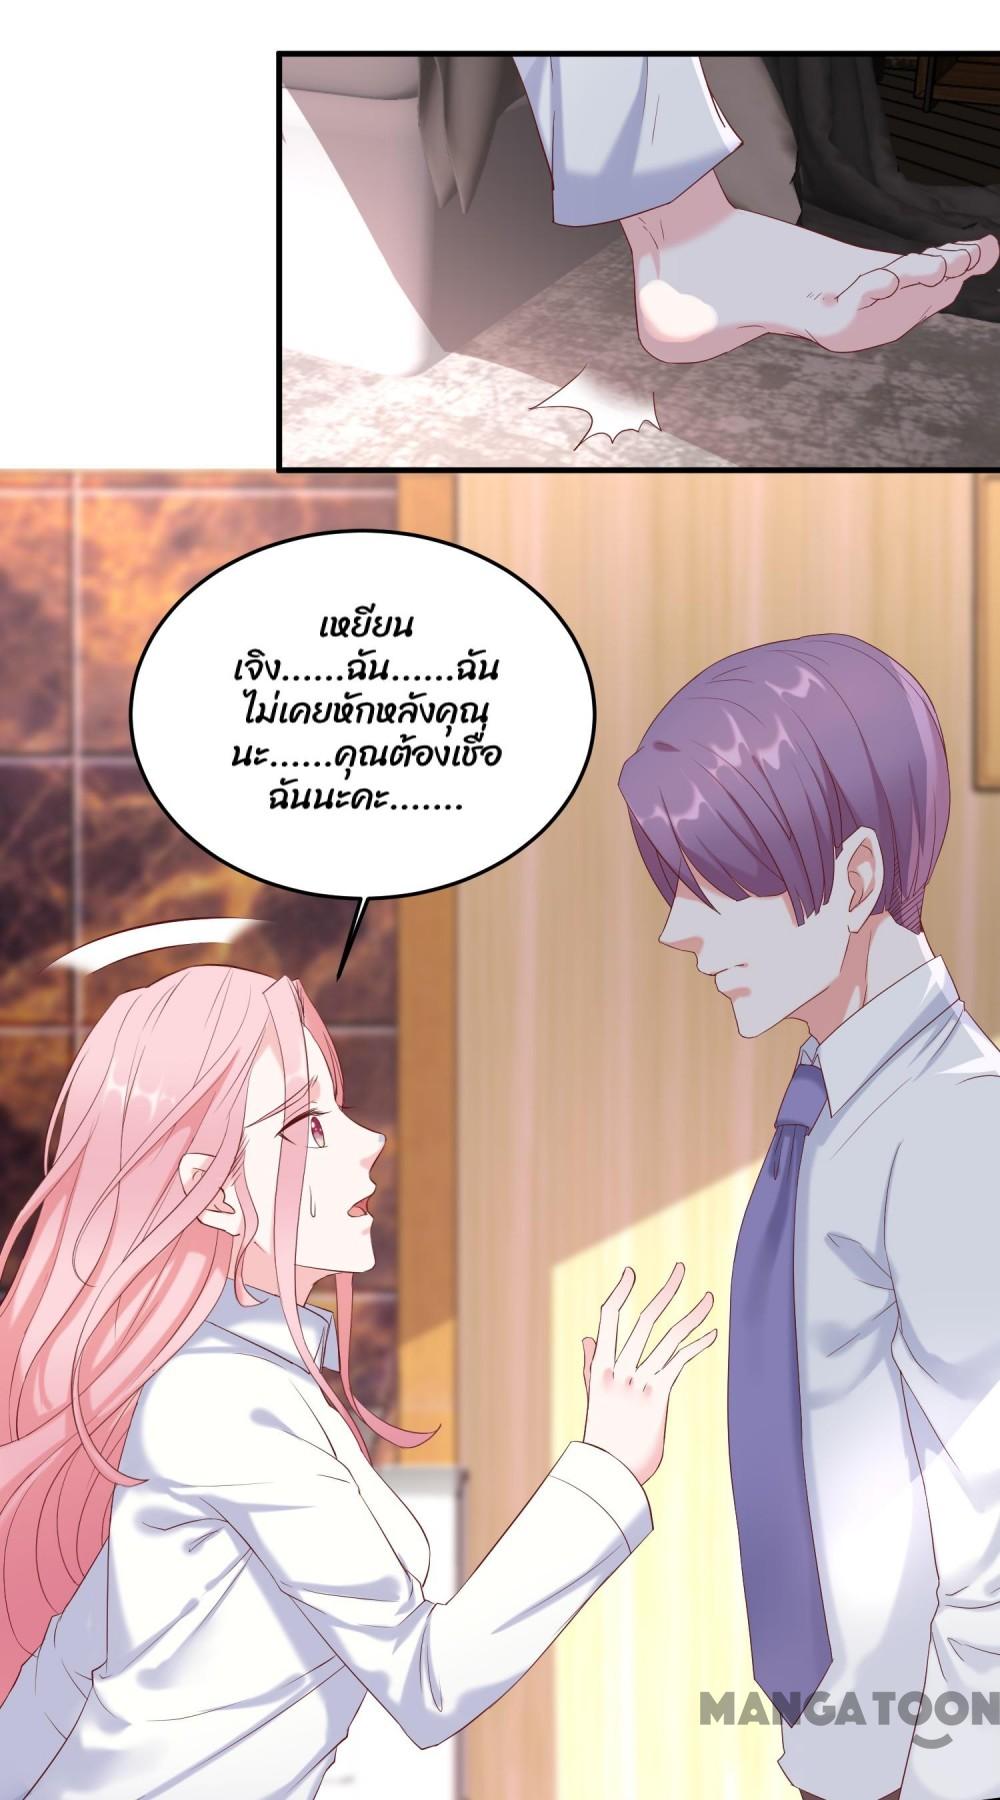 เหยียน
เจิง......ฉัน......ฉัน
ไม่เคยหักหลังคุณ
นะ......คุณต้องเชื่อ
ฉันนะคะ.......
MANGATOON